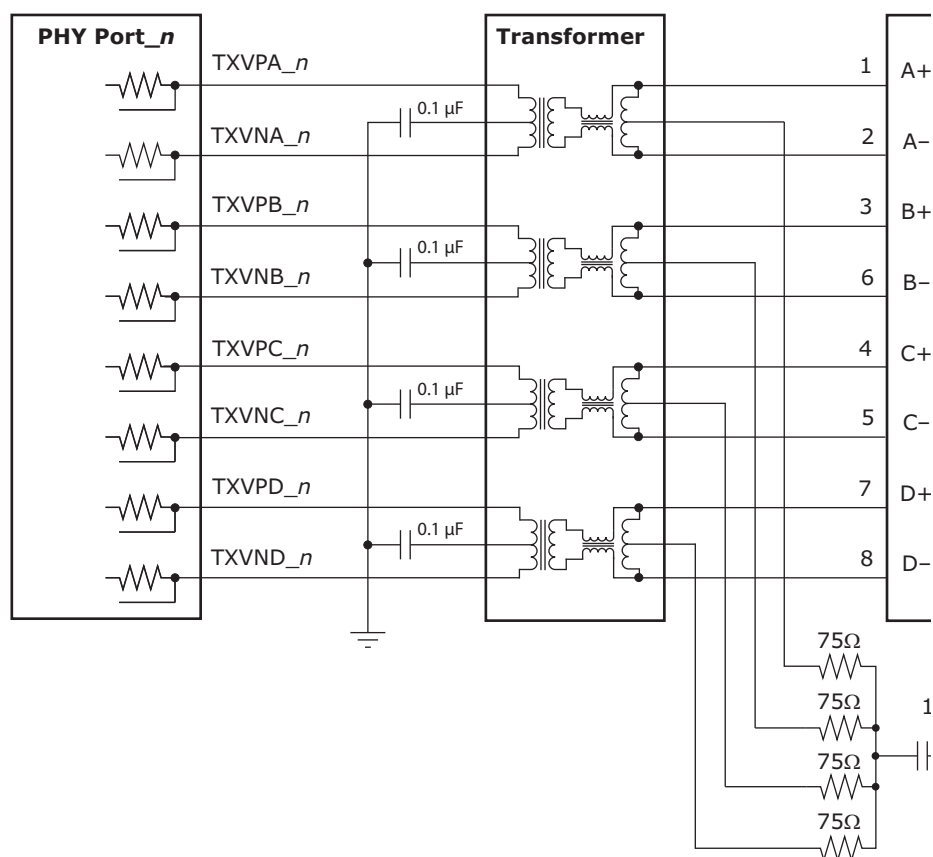 PHY Port_n
Transformer
TXVPA_n
1
A+
0.1 µF
TXVNA_n
2
A–
TXVPB_n
3
B+
0.1 µF
TXVNB_n
6
B–
TXVPC_n
4
C+
0.1 µF
TXVNC_n
5
C–
TXVPD_n
7
D+
0.1 µF
TXVND_n
8
D–
75Ω
75Ω
1
75Ω
75Ω